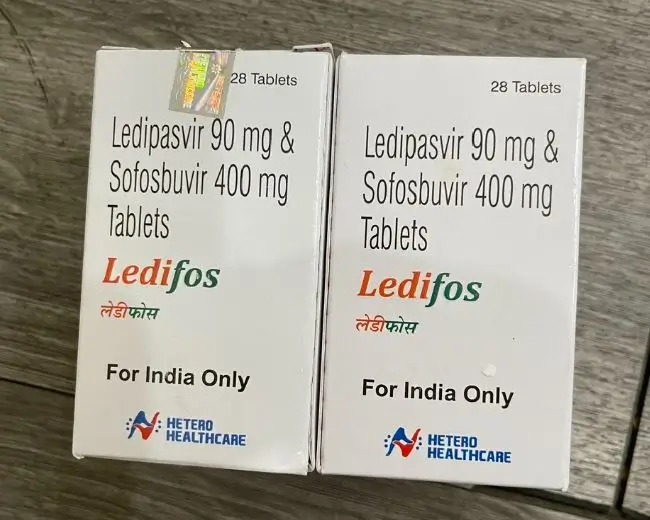 28 Tablets
Ledipasvir 90 mg &
Sofosbuvir 400 mg
Tablets
Ledifos
लेडीफोस
For India Only
HETERO
HEALTHCARE
28 Tablets
Ledipasvir 90 mg &
Sofosbuvir 400 mg
Tablets
Ledifos
लेडीफोस
For India Only
HETERO
HEALTHCARE